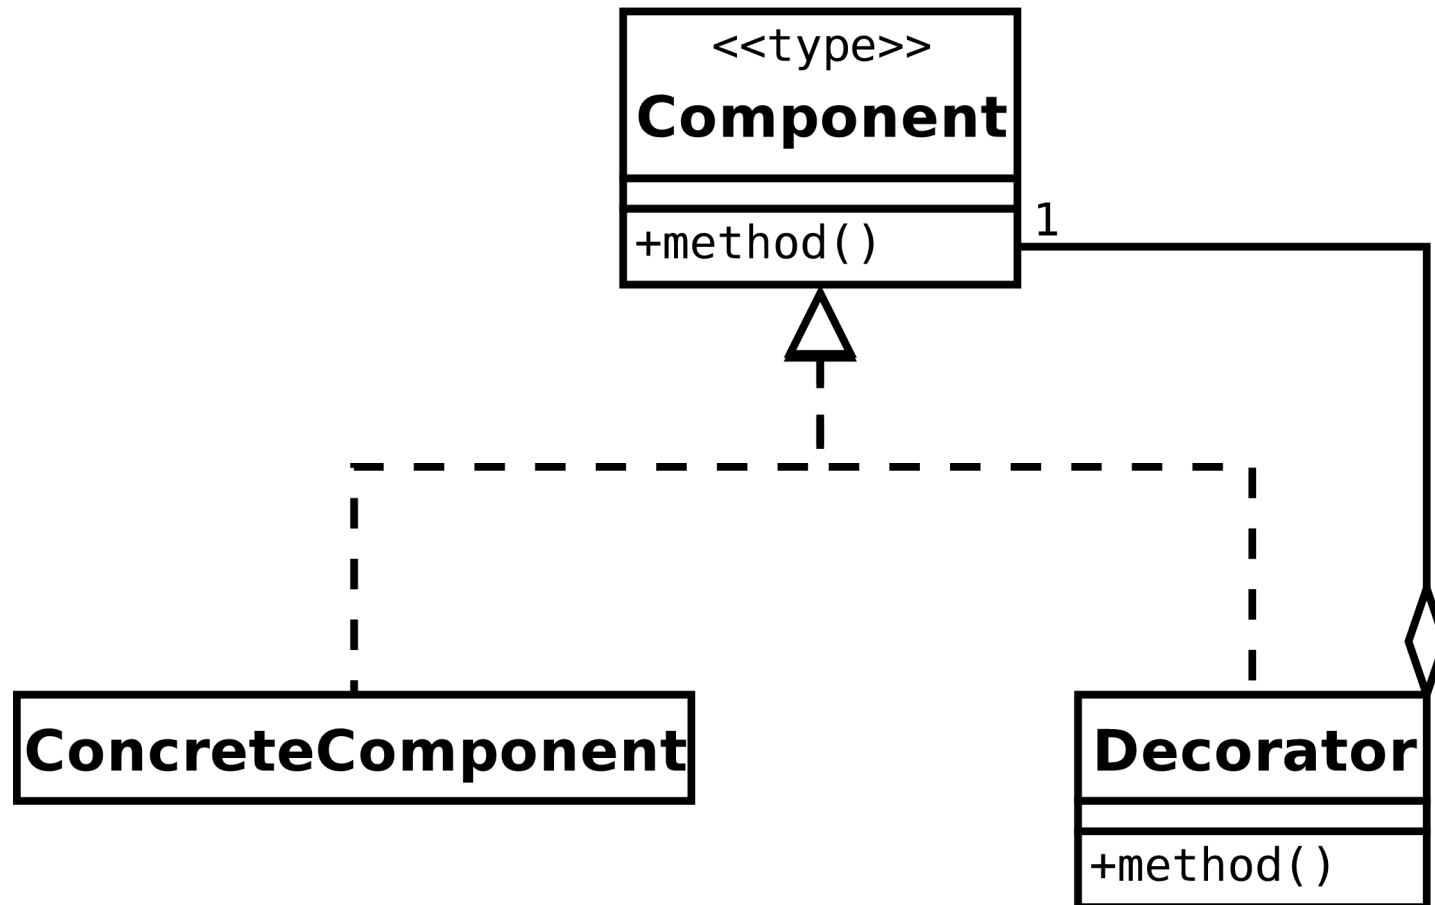 <<type>>
Component
+method()
1
ConcreteComponent
Decorator
+method()